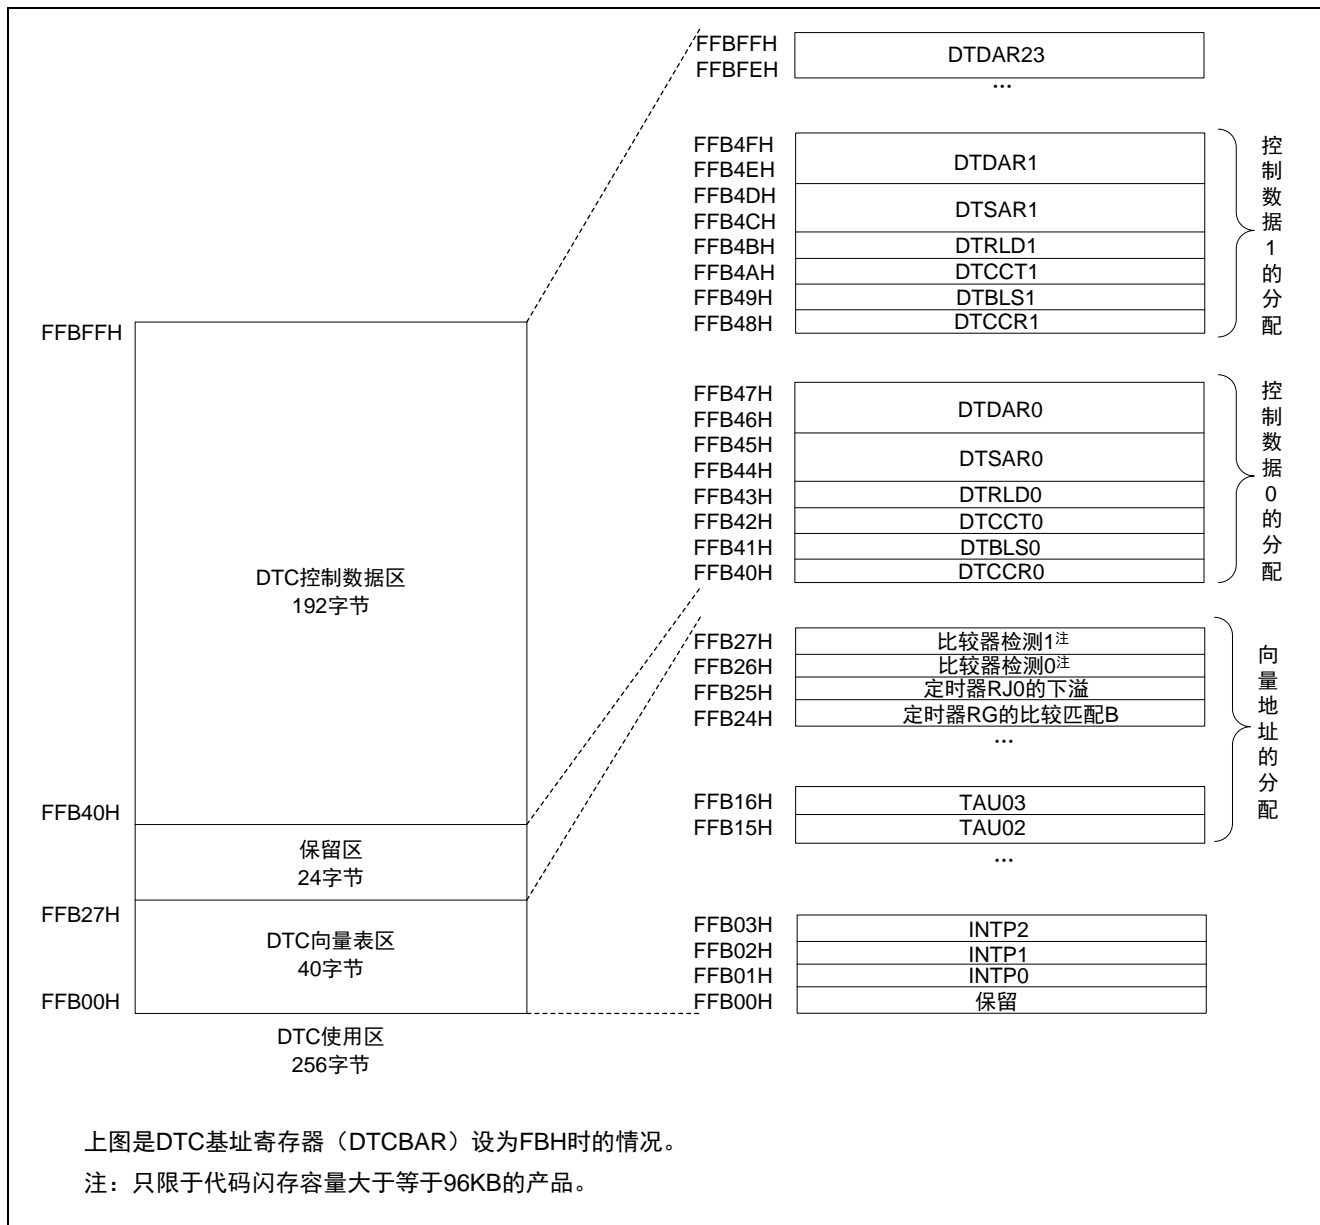 FFBFFH
FFB40H
FFB27H
FFB00H
DTC控制数据区
192字节
保留区
24字节
DTC向量表区
40字节
DTC使用区
256字节
FFBFFH
FFBFEH
DTDAR23
...
FFB4FH
FFB4EH
DTDAR1
FFB4DH
FFB4CH
DTSAR1
FFB4BH
DTRLD1
FFB4AH
DTCCT1
FFB49H
DTBLS1
FFB48H
DTCCR1
控制数据1的分配
FFB47H
FFB46H
DTDAR0
FFB45H
FFB44H
DTSAR0
FFB43H
DTRLD0
FFB42H
DTCCT0
FFB41H
DTBLS0
FFB40H
DTCCR0
控制数据0的分配
FFB27H
比较器检测1注
FFB26H
比较器检测0注
FFB25H
定时器RJ0的下溢
FFB24H
定时器RG的比较匹配B
...
FFB16H
TAU03
FFB15H
TAU02
向量地址的分配
...
FFB03H
INTP2
FFB02H
INTP1
FFB01H
INTP0
FFB00H
保留
上图是DTC基址寄存器（DTCBAR）设为FBH时的情况。
注：只限于代码闪存容量大于等于96KB的产品。